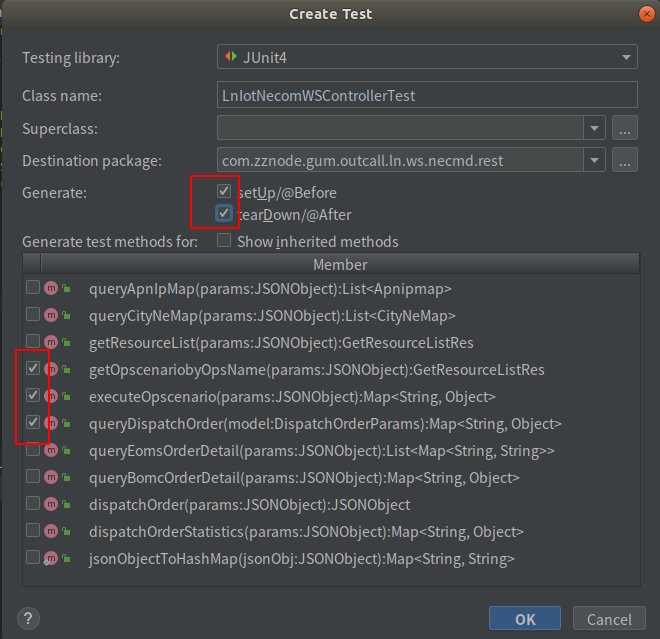 Create Test
Testing library: JUnit4
Class name: LnIotNecomWSControllerTest
Superclass: ...
Destination package: com.zznode.gum.outcall.ln.ws.necmd.rest ...
Generate: setUp/@Before
tearDown/@After
Generate test methods for: Show inherited methods
Member
m queryApnIpMap(params:JSONObject):List<Apnipmap>
m queryCityNeMap(params:JSONObject):List<CityNeMap>
m getResourceList(params:JSONObject):GetResourceListRes
m getOpscenariobyOpsName(params:JSONObject):GetResourceListRes
m executeOpscenario(params:JSONObject):Map<String, Object>
m queryDispatchOrder(model:DispatchOrderParams):Map<String, Object>
m queryEomsOrderDetail(params:JSONObject):List<Map<String, String>>
m queryBomcOrderDetail(params:JSONObject):Map<String, Object>
m dispatchOrder(params:JSONObject):JSONObject
m dispatchOrderStatistics(params:JSONObject):Map<String, Object>
m jsonObjectToHashMap(jsonObj:JSONObject):Map<String, String>
? OK Cancel